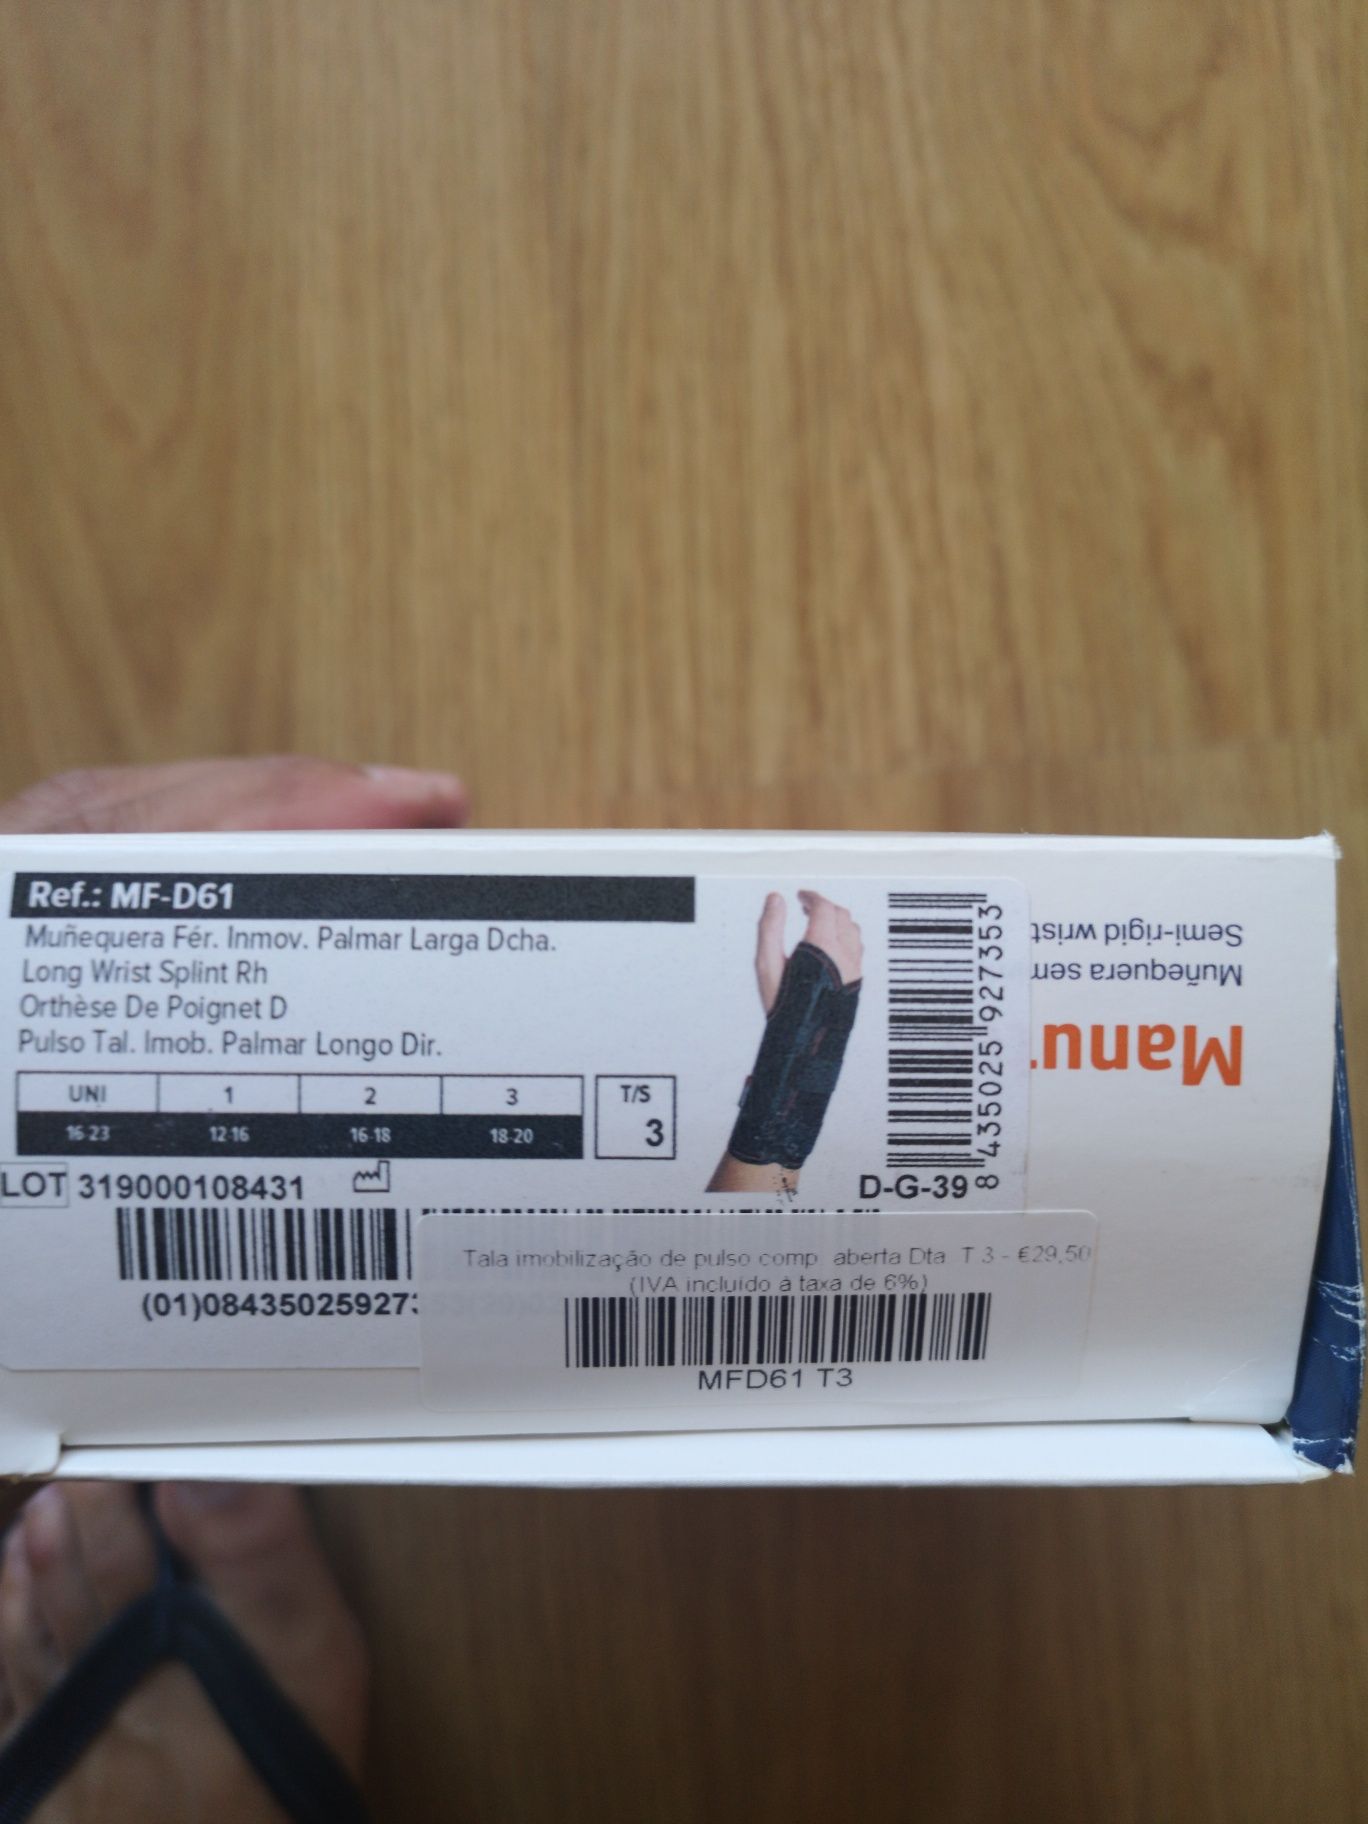 Ref.: MF-D61
Muñequera Fér. Inmov. Palmar Larga Dcha.
Long Wrist Splint Rh
Orthèse De Poignet D
Pulso Tal. Imob. Palmar Longo Dir.
UNI 1 2 3 T/S
16-23 12-16 16-18 18-20 3
LOT 319000108431
D-G-39
8 435025 927353
(01)084350259273
Tala imobilização de pulso comp aberta Dta T 3 - €29,50
(IVA incluído à taxa de 6%)
MFD61 T3
Manu
Muñequera sem
Semi-rigid wrist